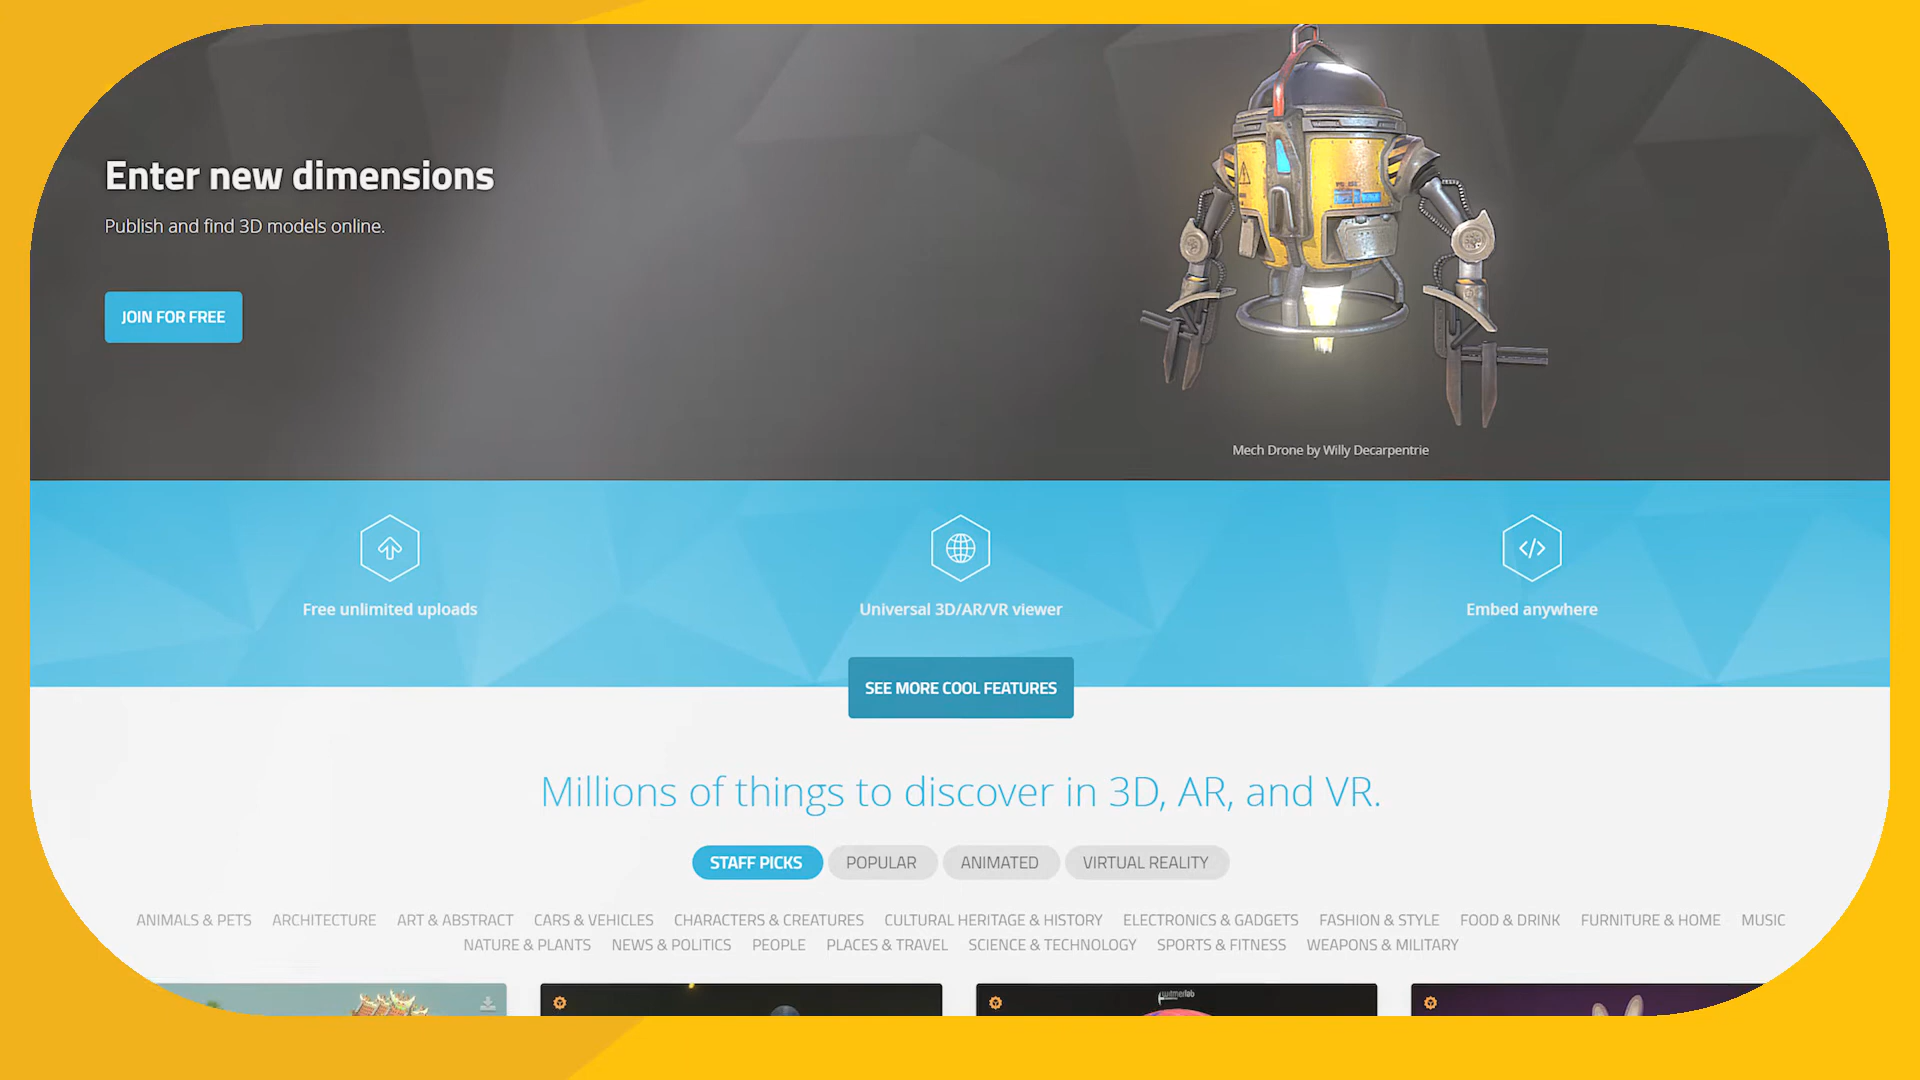 Enter new dimensions
Publish and find 3D models online.
JOIN FOR FREE
Mech Drone by Willy Decarpentrie
Free unlimited uploads
Universal 3D/AR/VR viewer
Embed anywhere
SEE MORE COOL FEATURES
Millions of things to discover in 3D, AR, and VR.
STAFF PICKS POPULAR ANIMATED VIRTUAL REALITY
ANIMALS & PETS ARCHITECTURE ART & ABSTRACT CARS & VEHICLES CHARACTERS & CREATURES CULTURAL HERITAGE & HISTORY ELECTRONICS & GADGETS FASHION & STYLE FOOD & DRINK FURNITURE & HOME MUSIC
NATURE & PLANTS NEWS & POLITICS PEOPLE PLACES & TRAVEL SCIENCE & TECHNOLOGY SPORTS & FITNESS WEAPONS & MILITARY